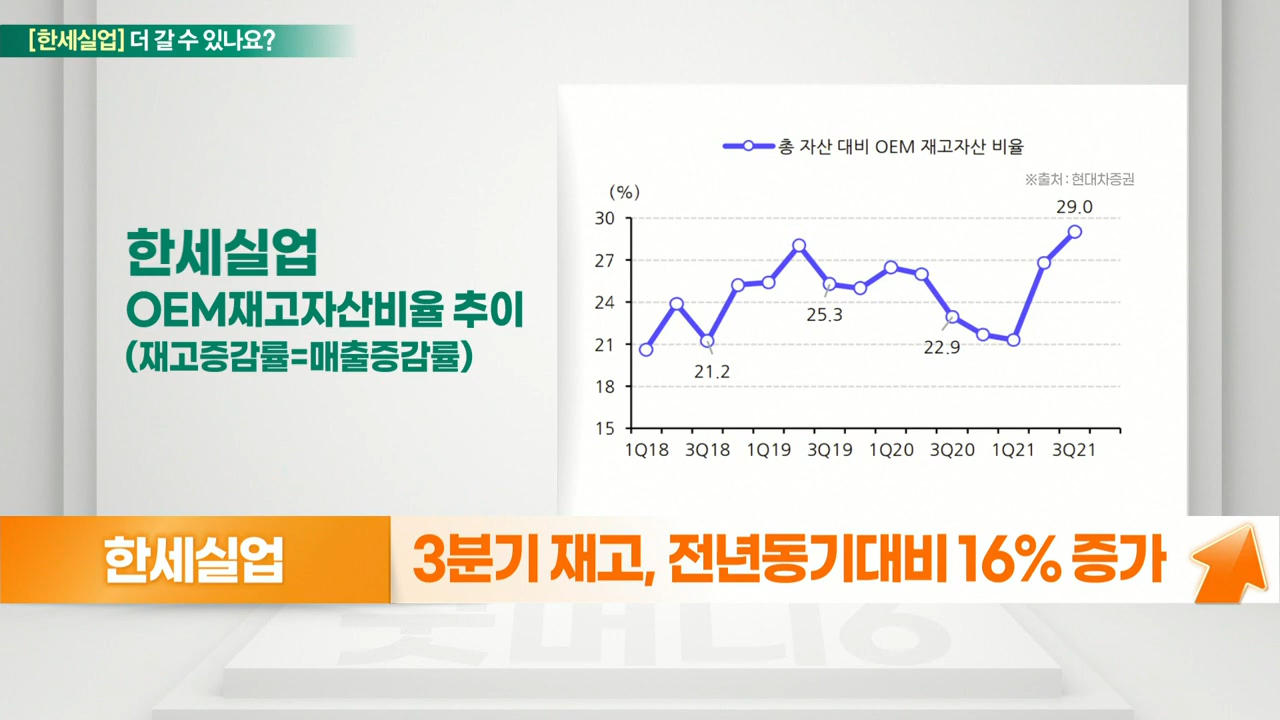 [한세실업] 더 갈 수 있나요?
한세실업
OEM재고자산비율 추이
(재고증감률=매출증감률)
총 자산 대비 OEM 재고자산 비율
※출처 : 현대차증권
(%)
30
27
24
21
18
15
21.2
25.3
22.9
29.0
1Q18 3Q18 1Q19 3Q19 1Q20 3Q20 1Q21 3Q21
한세실업
3분기 재고, 전년동기대비 16% 증가
굿머니6